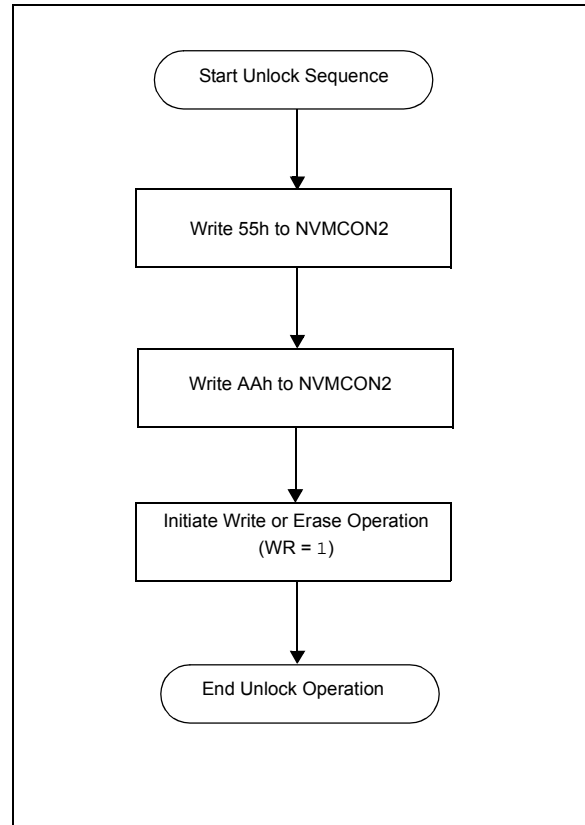 Start Unlock Sequence
Write 55h to NVMCON2
Write AAh to NVMCON2
Initiate Write or Erase Operation
(WR = 1)
End Unlock Operation